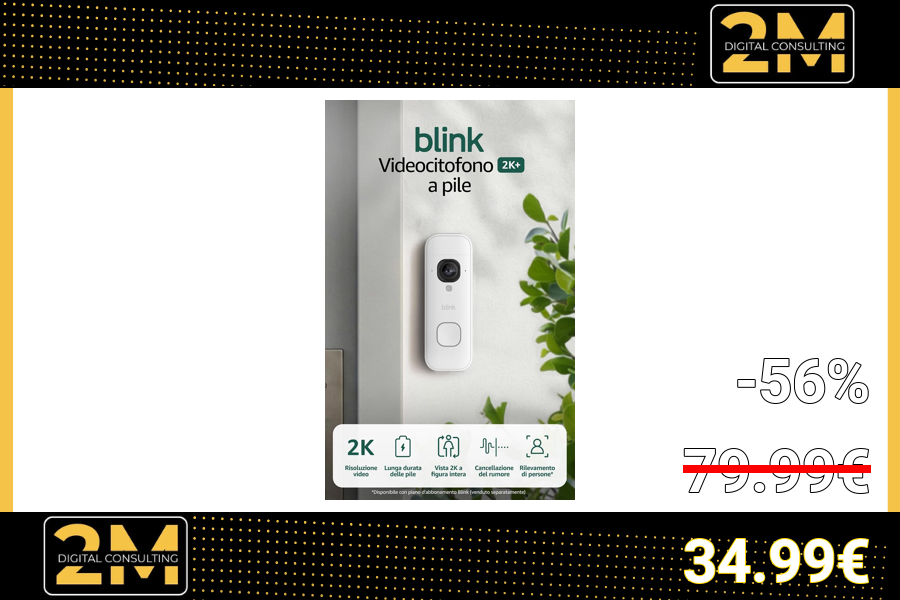 2M
DIGITAL CONSULTING
blink
Videocitofono 2K+
a pile
blink
2K
Risoluzione video
Lunga durata delle pile
Vista 2K a figura intera
Cancellazione del rumore
Rilevamento di persone*
*Disponibile con piano d'abbonamento Blink (venduto separatamente)
-56%
79.99€
2M
DIGITAL CONSULTING
34.99€